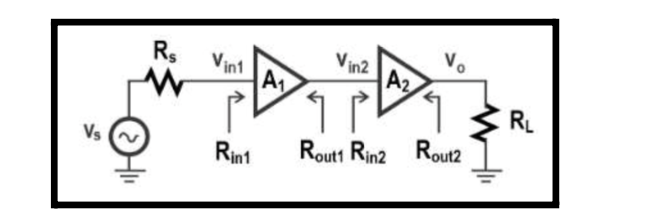 Rs Vin1 Vin2 Vo
A1 A2
Vs RL
Rin1 Rout1 Rin2 Rout2